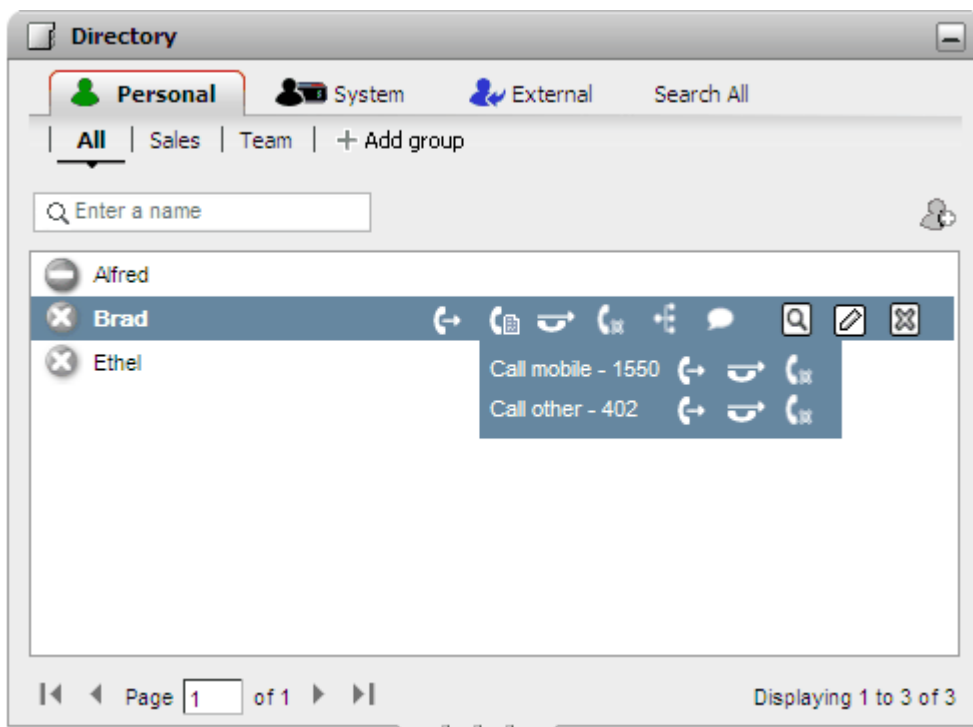 Directory
Personal System External Search All
All | Sales | Team | + Add group
Enter a name
Alfred
Brad
Call mobile - 1550
Call other - 402
Ethel
Page 1 of 1
Displaying 1 to 3 of 3